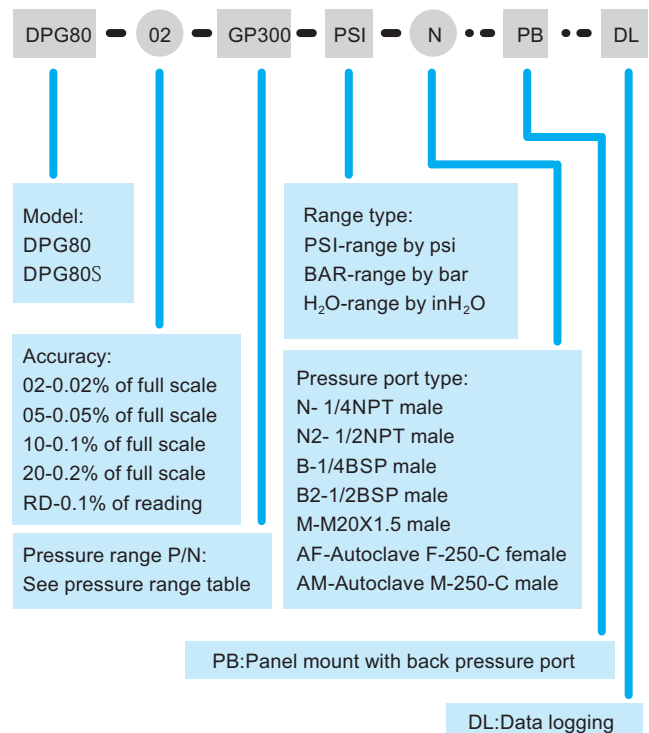 DPG80 02 GP300 PSI N PB DL
Model:
DPG80
DPG80S
Range type:
PSI-range by psi
BAR-range by bar
H₂O-range by inH₂O
Accuracy:
02-0.02% of full scale
05-0.05% of full scale
10-0.1% of full scale
20-0.2% of full scale
RD-0.1% of reading
Pressure port type:
N- 1/4NPT male
N2- 1/2NPT male
B-1/4BSP male
B2-1/2BSP male
M-M20X1.5 male
AF-Autoclave F-250-C female
AM-Autoclave M-250-C male
Pressure range P/N:
See pressure range table
PB:Panel mount with back pressure port
DL:Data logging